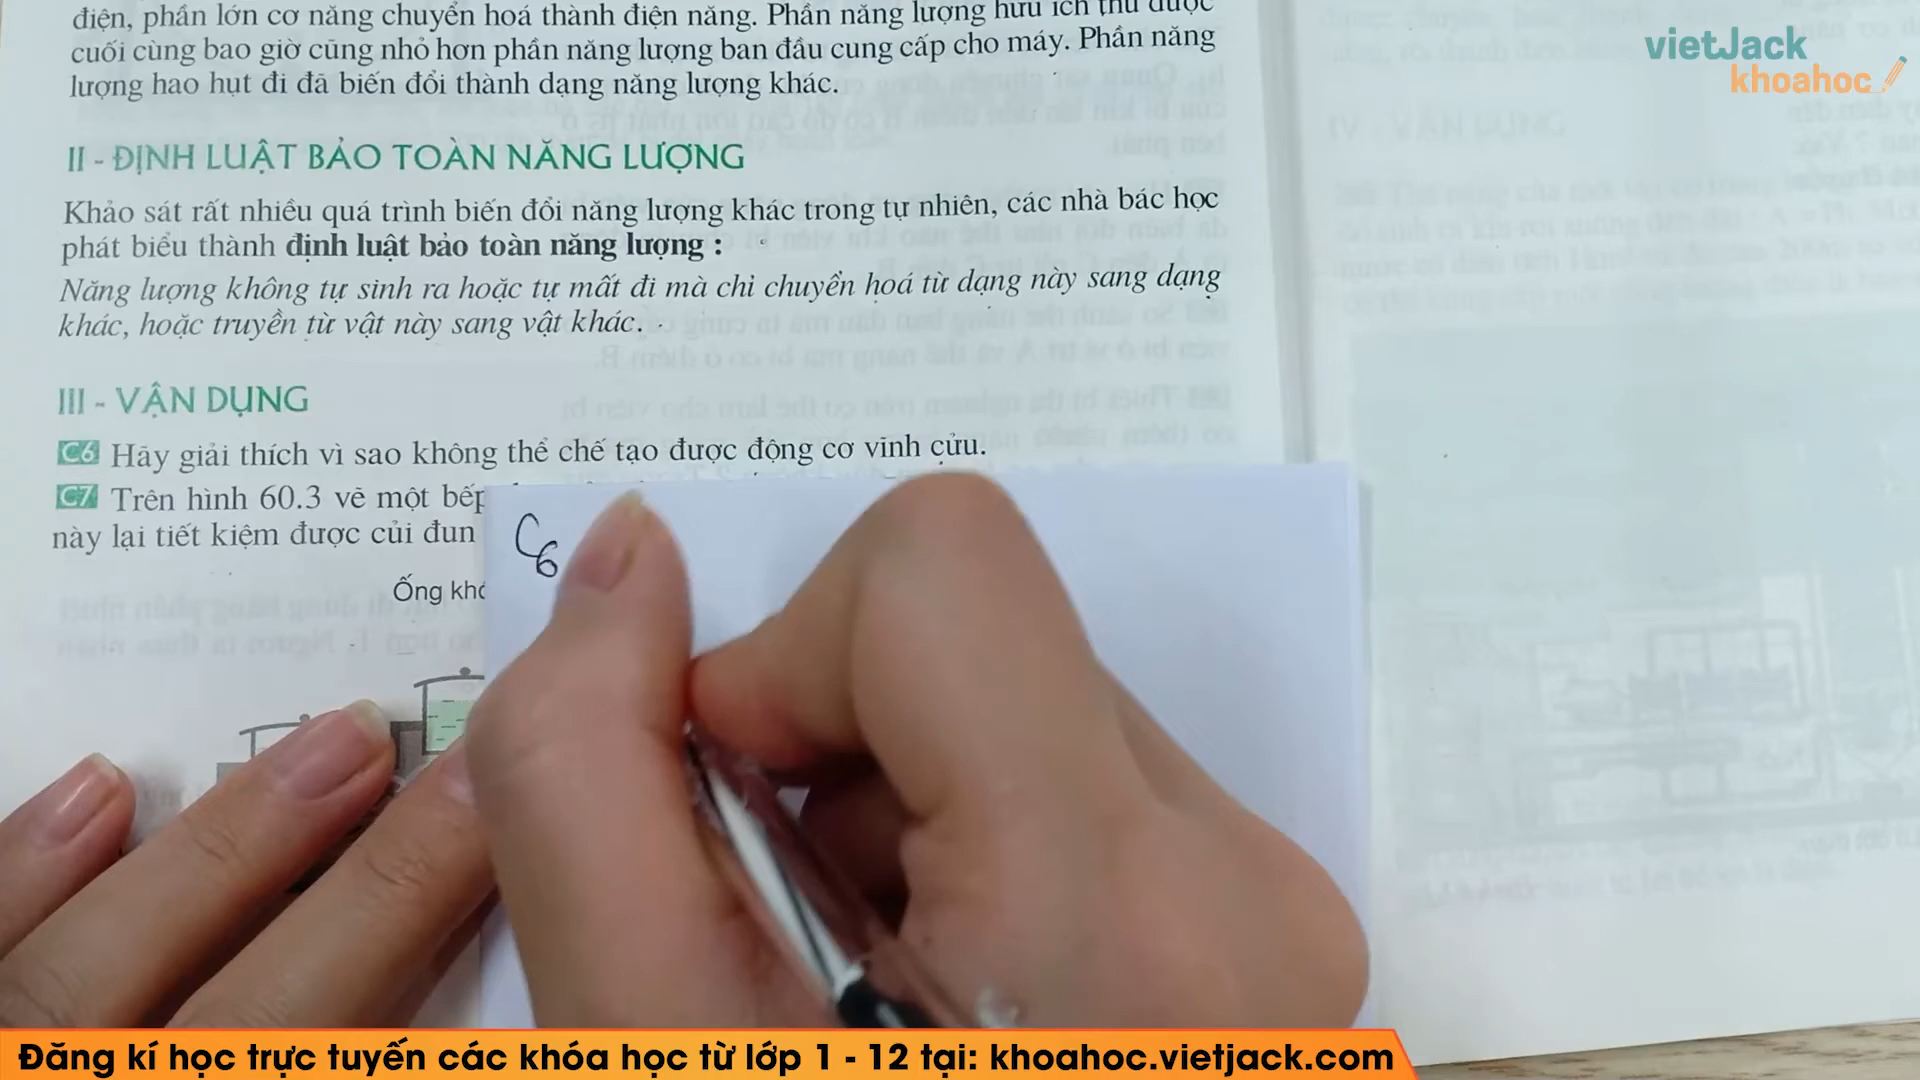 điện, phần lớn cơ năng chuyển hoá thành điện năng. Phần năng lượng hữu ích thu được
cuối cùng bao giờ cũng nhỏ hơn phần năng lượng ban đầu cung cấp cho máy. Phần năng
lượng hao hụt đi đã biến đổi thành dạng năng lượng khác.
II - ĐỊNH LUẬT BẢO TOÀN NĂNG LƯỢNG
Khảo sát rất nhiều quá trình biến đổi năng lượng khác trong tự nhiên, các nhà bác học
phát biểu thành định luật bảo toàn năng lượng :
Năng lượng không tự sinh ra hoặc tự mất đi mà chỉ chuyển hoá từ dạng này sang dạng
khác, hoặc truyền từ vật này sang vật khác.
III - VẬN DỤNG
C6 Hãy giải thích vì sao không thể chế tạo được động cơ vĩnh cửu.
C7 Trên hình 60.3 vẽ một bếp
này lại tiết kiệm được củi đun
Ống
C6
vietJack
khoahoc
Đăng kí học trực tuyến các khóa học từ lớp 1 - 12 tại: khoahoc.vietjack.com